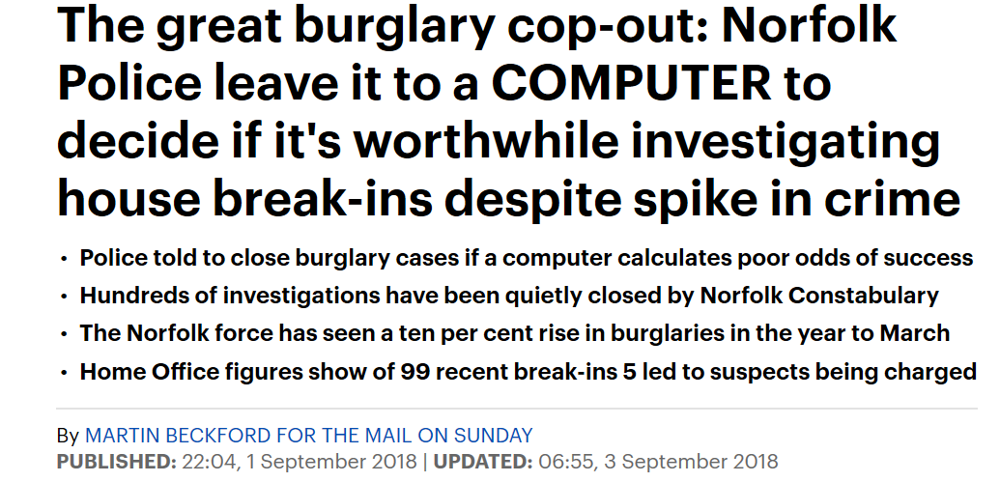 The great burglary cop-out: Norfolk
Police leave it to a COMPUTER to
decide if it's worthwhile investigating
house break-ins despite spike in crime
• Police told to close burglary cases if a computer calculates poor odds of success
• Hundreds of investigations have been quietly closed by Norfolk Constabulary
• The Norfolk force has seen a ten per cent rise in burglaries in the year to March
• Home Office figures show of 99 recent break-ins 5 led to suspects being charged
By MARTIN BECKFORD FOR THE MAIL ON SUNDAY
PUBLISHED: 22:04, 1 September 2018 | UPDATED: 06:55, 3 September 2018